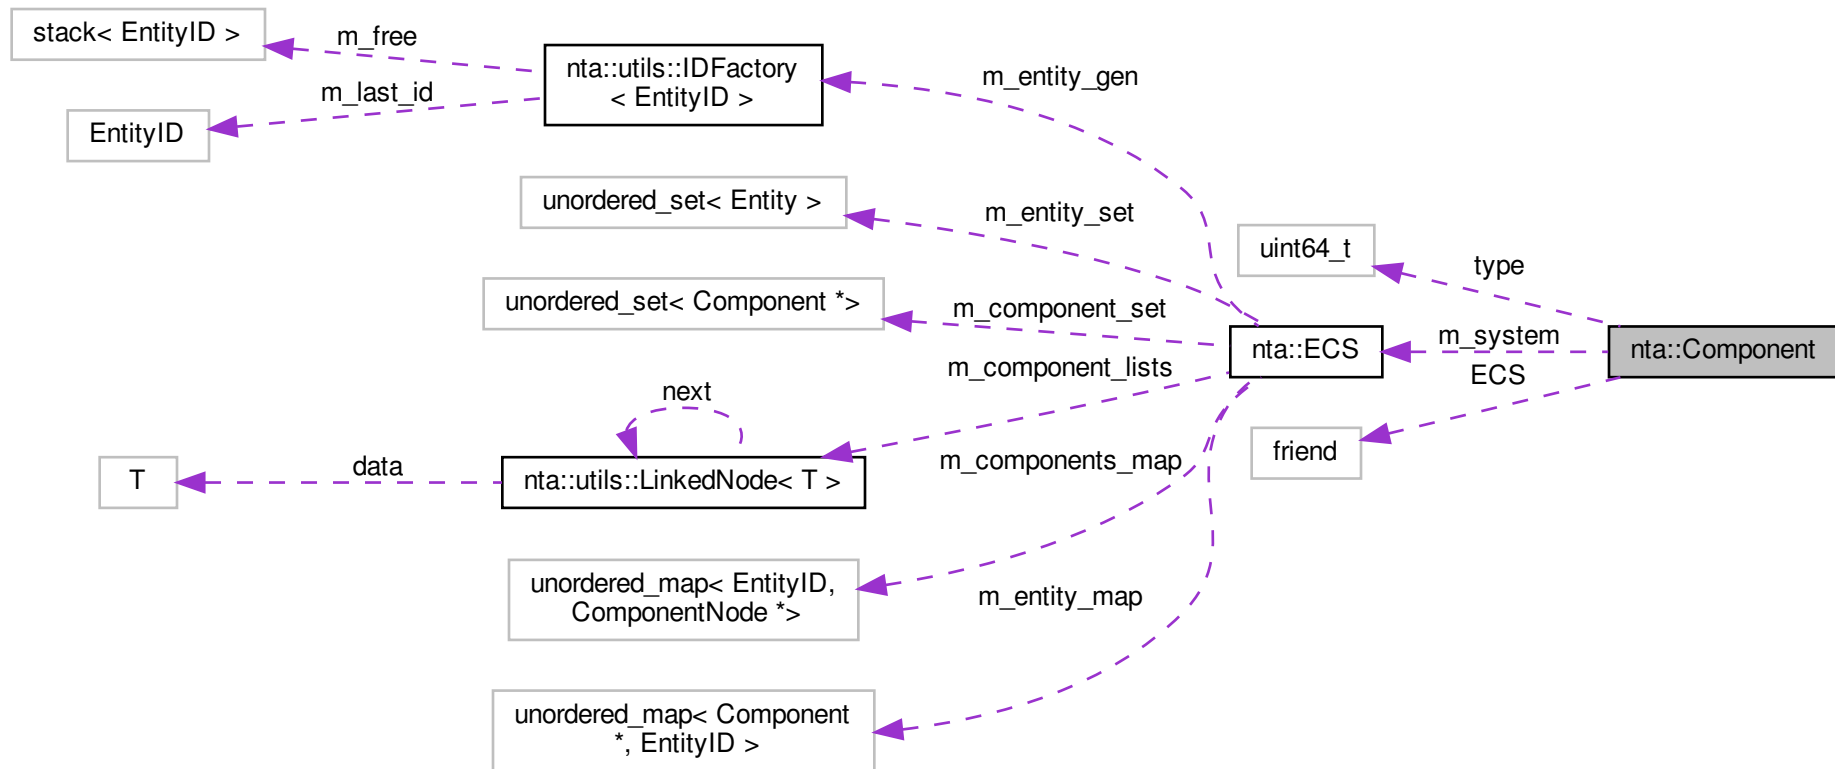 stack< EntityID >
m_free
nta::utils::IDFactory
< EntityID >
m_entity_gen
m_last_id
EntityID
unordered_set< Entity >
m_entity_set
uint64_t
type
unordered_set< Component *>
m_component_set
nta::ECS
m_system
nta::Component
m_component_lists
ECS
next
friend
T
data
nta::utils::LinkedNode< T >
m_components_map
unordered_map< EntityID,
ComponentNode *>
m_entity_map
unordered_map< Component
*, EntityID >